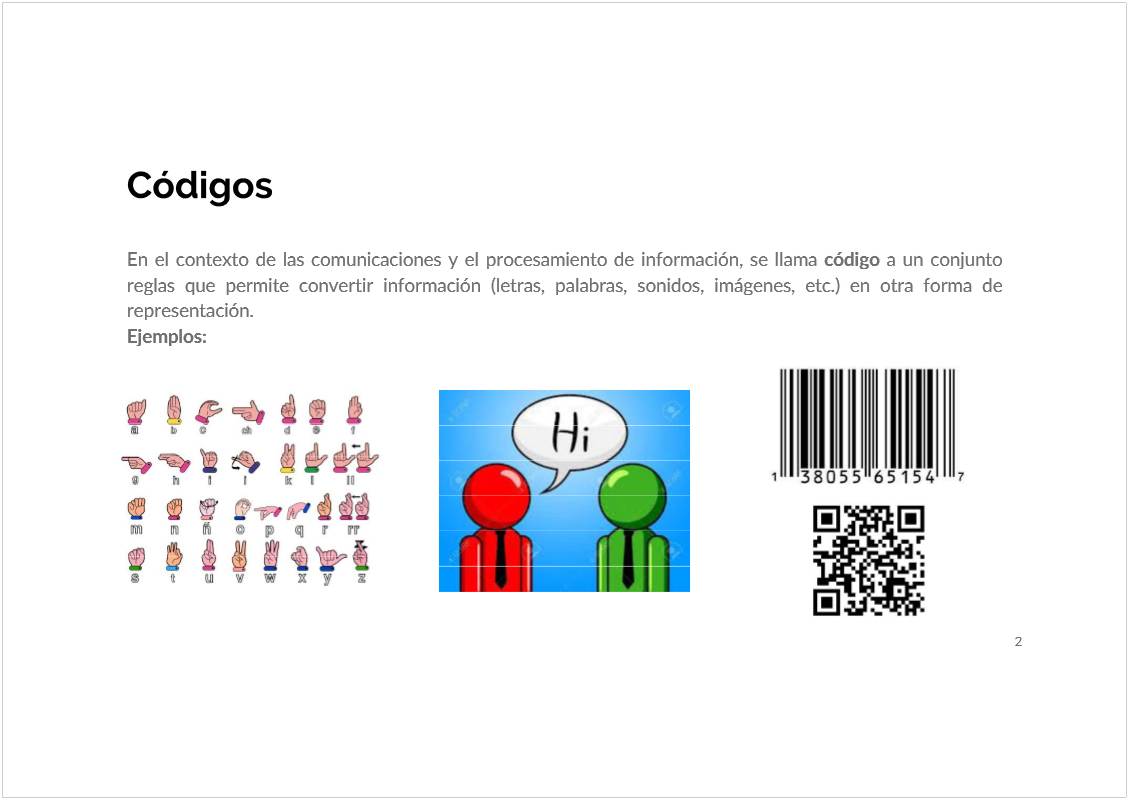 Códigos
En el contexto de las comunicaciones y el procesamiento de información, se llama código a un conjunto
reglas que permite convertir información (letras, palabras, sonidos, imágenes, etc.) en otra forma de
representación.
Ejemplos:
a b c ch d e f
g h i j k l ll
m n ñ o p q r rr
s t u v w x y z
Hi
1 38055 65154 7
2